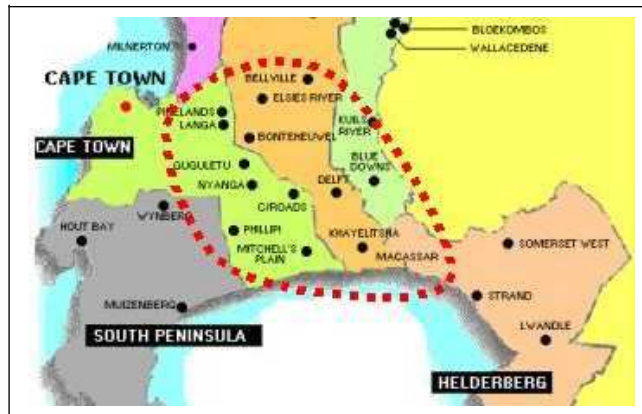 BLOEKOMBOS
MILNERTON
WALLACEDENE
CAPE TOWN
BELLVILLE
ELSIES RIVER
PINELANDS
LANGA
KUILS
RIVER
BONTEHEUWEL
CAPE TOWN
GUGULETU
BLUE
DOWNS
NYANGA
DELFT
C/ROADS
WYNBERG
HOUT BAY
PHILLIPI
KHAYELITSHA
SOMERSET WEST
MITCHELL'S
PLAIN
MACASSAR
MUIZENBERG
STRAND
SOUTH PENINSULA
LWANDLE
HELDERBERG